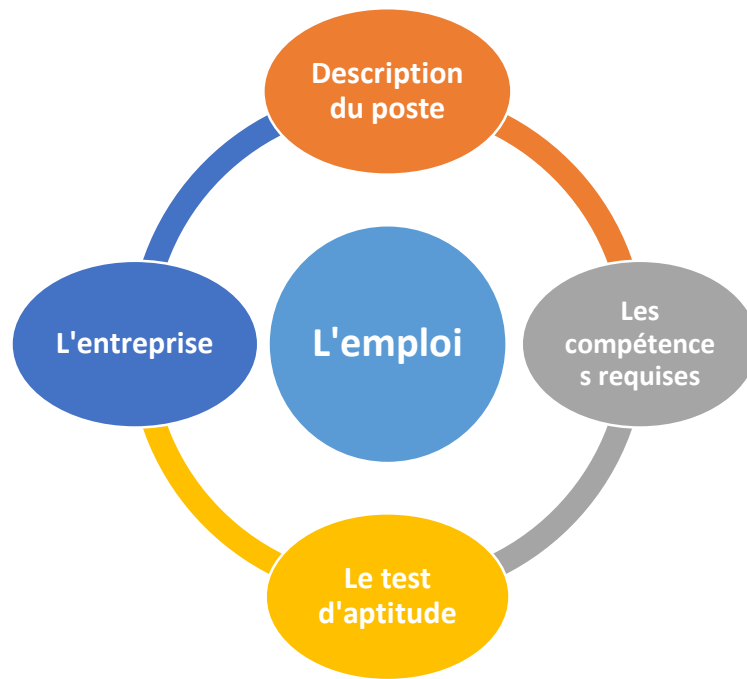 Description
du poste
L'entreprise
L'emploi
Les
compétence
s requises
Le test
d'aptitude